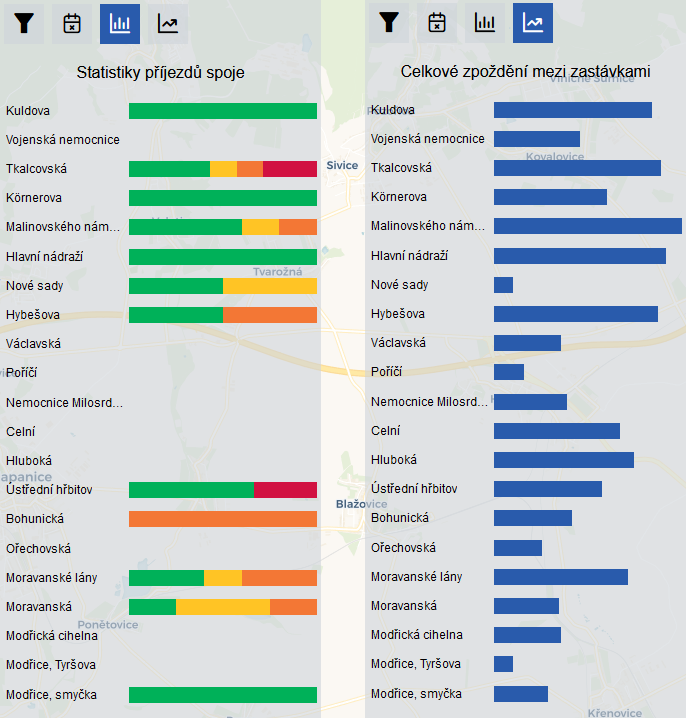 Statistiky příjezdů spoje
Kuldova
Vojenská nemocnice
Tkalcovská
Körnerova
Malinovského nám...
Hlavní nádraží
Nové sady
Hybešova
Václavská
Poříčí
Nemocnice Milosrd...
Celní
Hluboká
Ústřední hřbitov
Bohunická
Ořechovská
Moravanské lány
Moravanská
Modřická cihelna
Modřice, Tyršova
Modřice, smyčka
Tvarožná
apanice
Ponětovice
Sivice
Blažovice
Celkové zpoždění mezi zastávkami
Viničné Šumice
Kuldova
Vojenská nemocnice
Kovalovice
Tkalcovská
Körnerova
Malinovského nám...
Hlavní nádraží
Nové sady
Hybešova
Václavská
Poříčí
Nemocnice Milosrd...
Celní
Hluboká
Ústřední hřbitov
Bohunická
Ořechovská
Moravanské lány
Moravanská
Modřická cihelna
Modřice, Tyršova
Modřice, smyčka
Křenovice